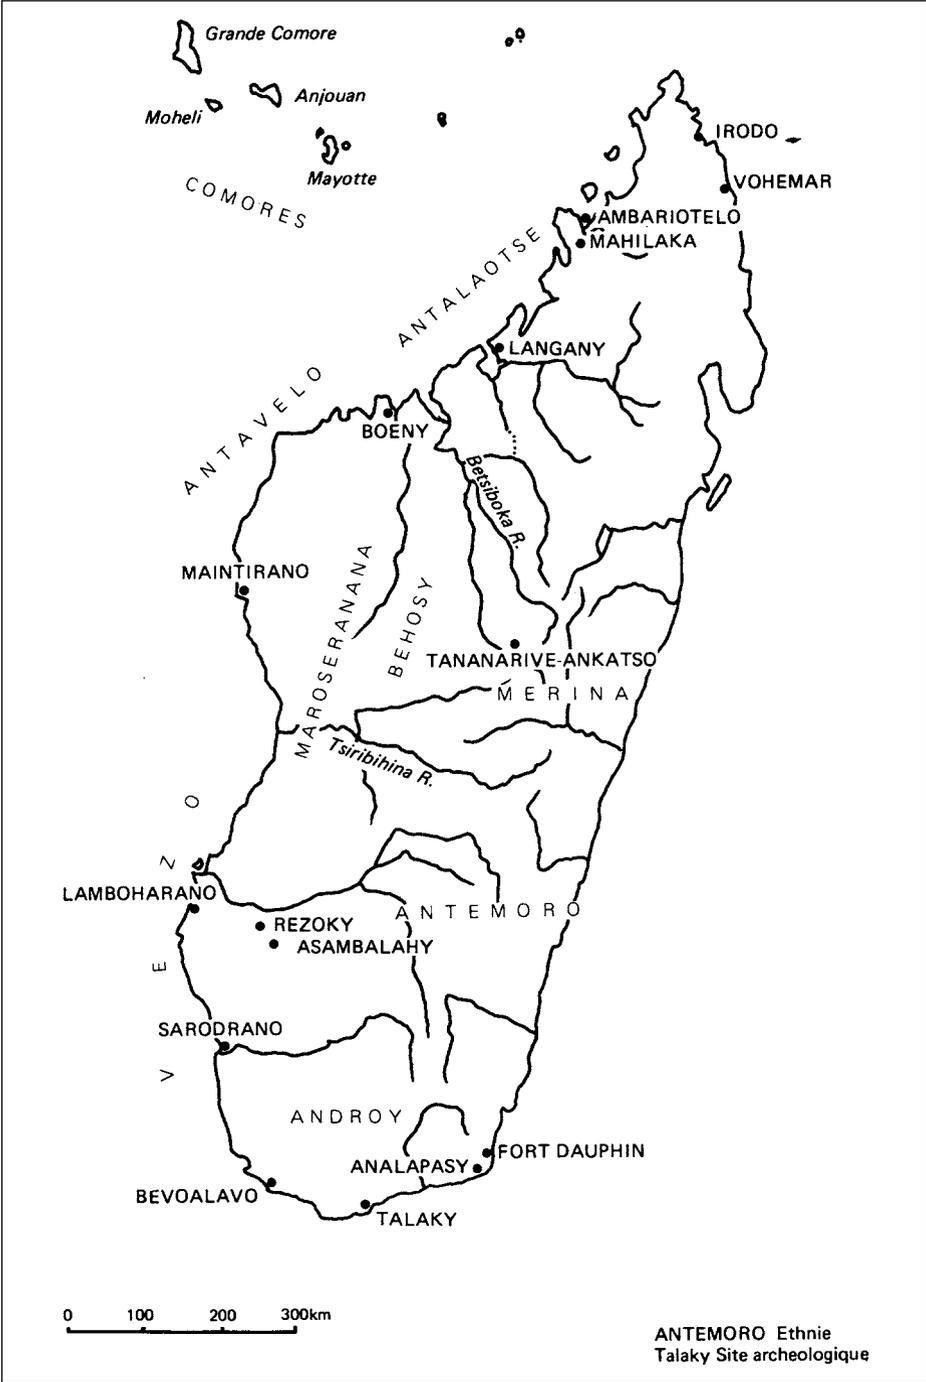 Grande Comore
Anjouan
Moheli
Mayotte
COMORES
IRODO
VOHEMAR
AMBARIOTELO
MAHILAKA
ANTALAOTSE
LANGANY
ANTAVELO
BOENY
Betsiboka R.
MAINTIRANO
MAROSERANANA
BEHOSY
TANANARIVE-ANKATSO
MERINA
Tsiribihina R.
VEZO
LAMBOHARANO
ANTEMORO
REZOKY
ASAMBALAHY
SARODRANO
ANDROY
FORT DAUPHIN
ANALAPASY
BEVOALAVO
TALAKY
0 100 200 300km
ANTEMORO Ethnie
Talaky Site archeologique